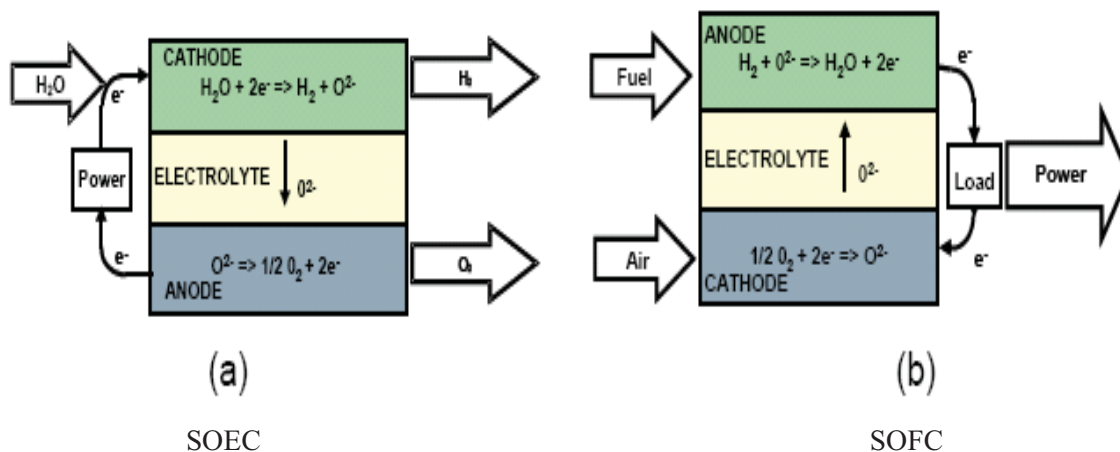 CATHODE
H₂O
H₂O + 2e⁻ => H₂ + O²⁻
H₂
e⁻
Power
ELECTROLYTE
O²⁻
e⁻
O²⁻ => 1/2 O₂ + 2e⁻
O₂
ANODE
(a)
SOEC
ANODE
Fuel
H₂ + O²⁻ => H₂O + 2e⁻
e⁻
ELECTROLYTE
O²⁻
Load
Power
Air
1/2 O₂ + 2e⁻ => O²⁻
e⁻
CATHODE
(b)
SOFC